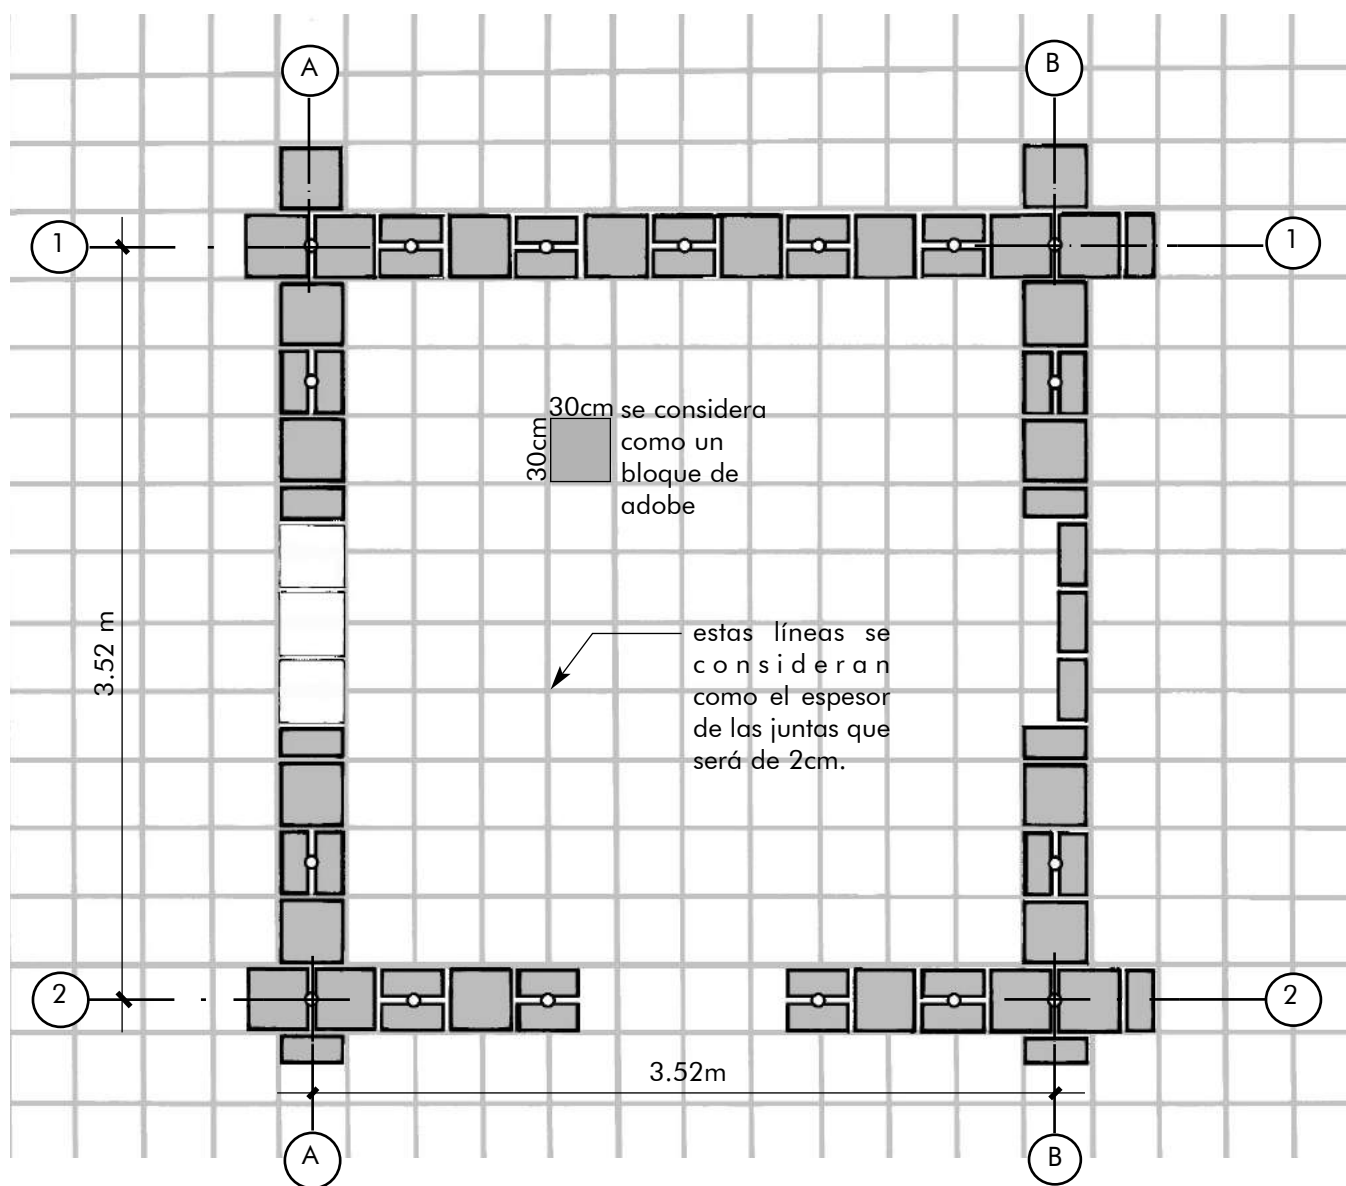 A
B
1
1
30cm
30cm
se considera
como un
bloque de
adobe
3.52 m
estas líneas se
consideran
como el espesor
de las juntas que
será de 2cm.
2
2
3.52m
A
B